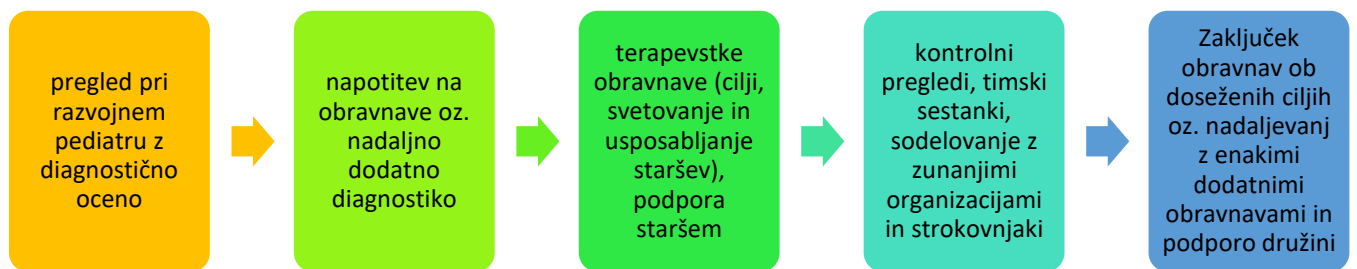 pregled pri
razvojnem
pediatru z
diagnostično
oceno
napotitev na
obravnave oz.
nadaljno
dodatno
diagnostiko
terapevstke
obravnave (cilji,
svetovanje in
usposabljanje
staršev),
podpora
staršem
kontrolni
pregledi, timski
sestanki,
sodelovanje z
zunanjimi
organizacijami
in strokovnjaki
Zaključek
obravnav ob
doseženih ciljih
oz. nadaljevanj
z enakimi
dodatnimi
obravnavami in
podporo družini